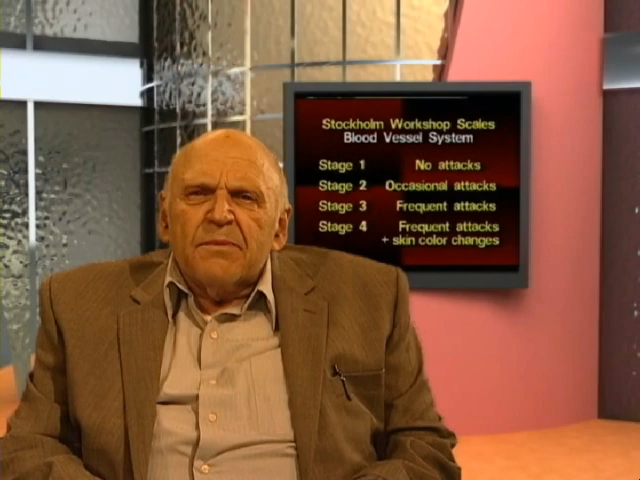 Stockholm Workshop Scales
Blood Vessel System
Stage 1 No attacks
Stage 2 Occasional attacks
Stage 3 Frequent attacks
Stage 4 Frequent attacks
+ skin color changes